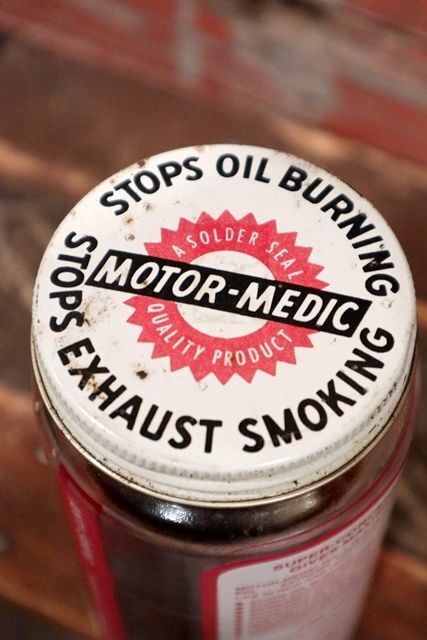 STOPS OIL BURNING
A SOLDER SEAL
MOTOR-MEDIC
QUALITY PRODUCT
STOPS EXHAUST SMOKING